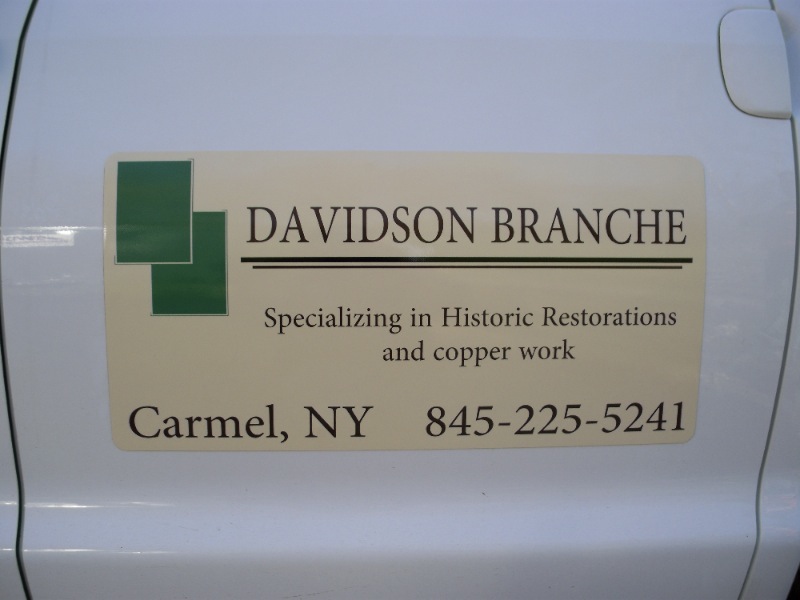 DAVIDSON BRANCHE
Specializing in Historic Restorations
and copper work
Carmel, NY 845-225-5241